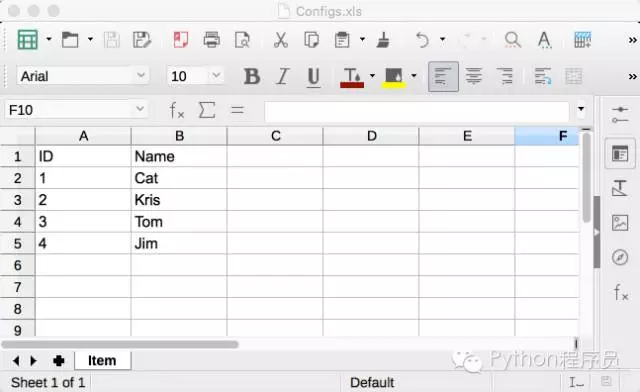 Configs.xls
Arial
10
B I U
F10
fx Σ =
A B C D E F
1 ID Name
2 1 Cat
3 2 Kris
4 3 Tom
5 4 Jim
6
7
8
9
Item
Python程序员
Sheet 1 of 1
Default